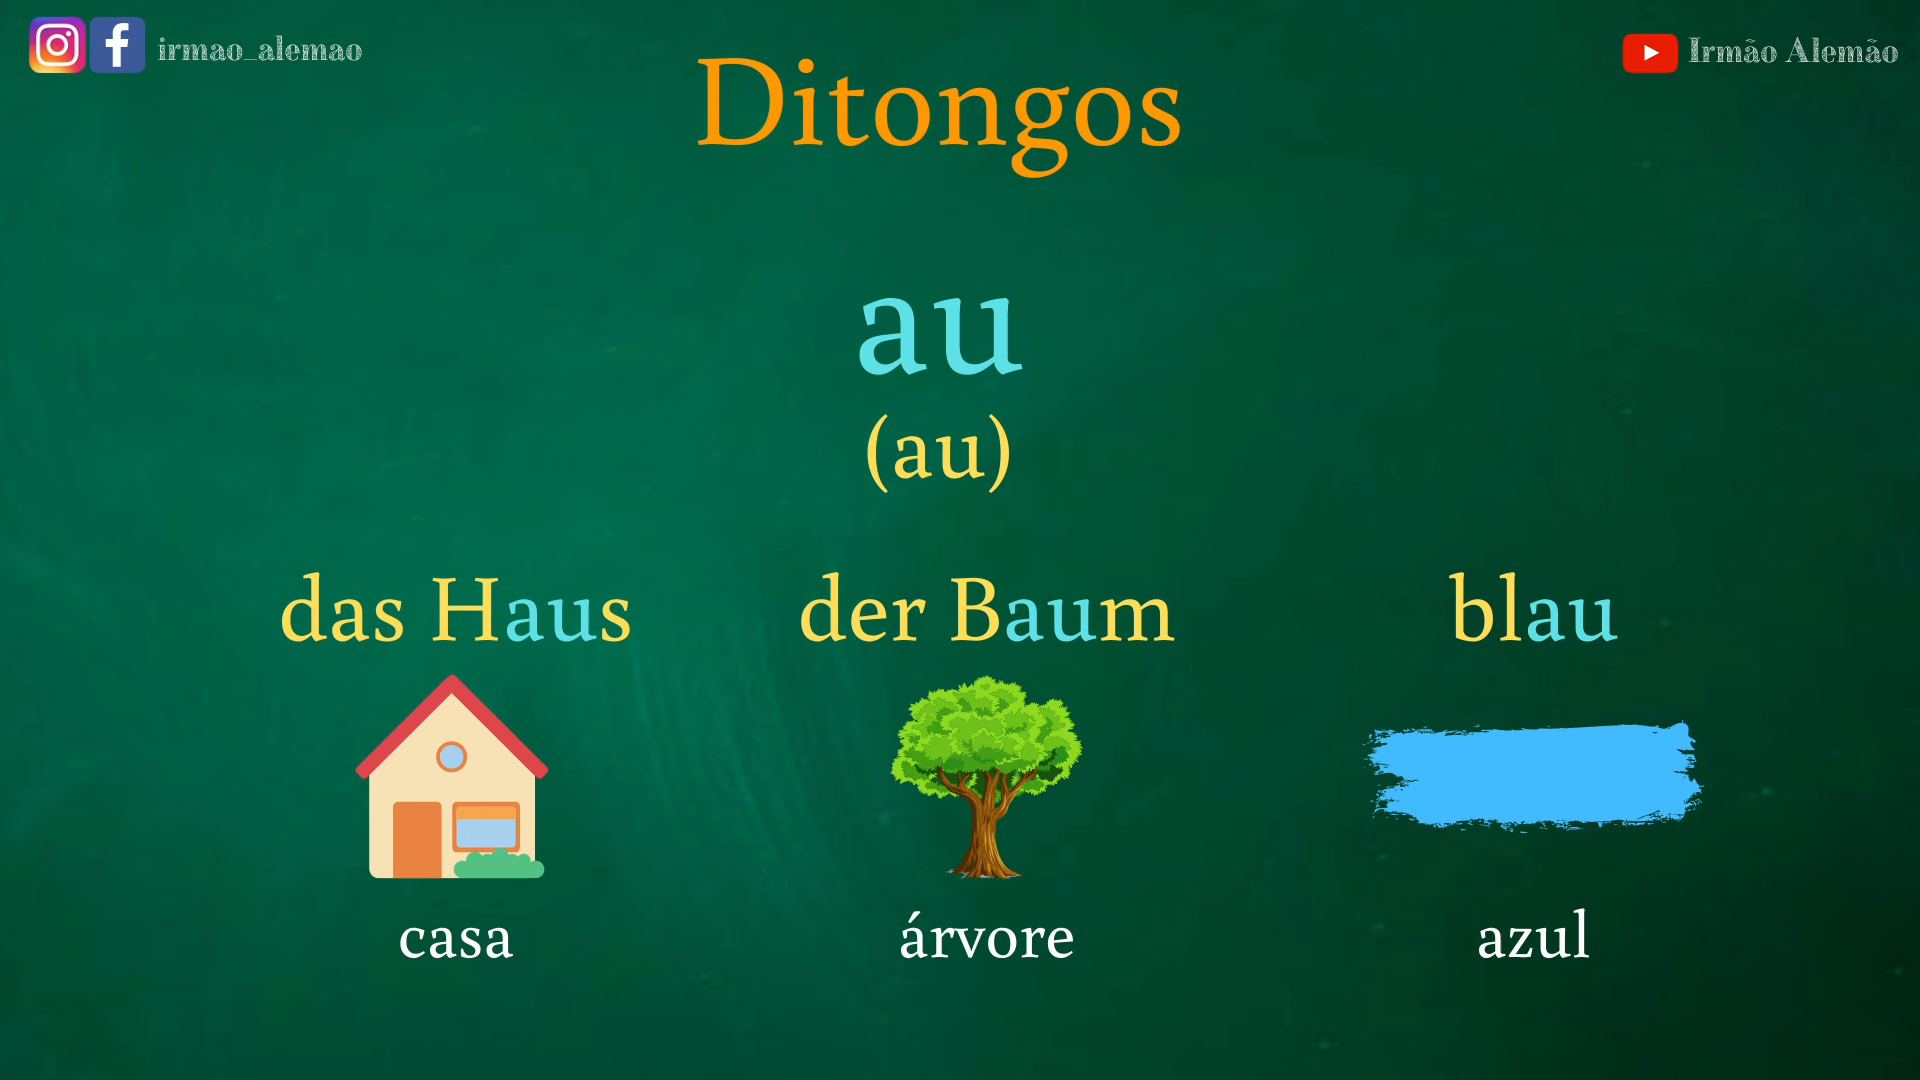 irmao_alemao
Irmão Alemão
Ditongos
au
(au)
das Haus
der Baum
blau
casa
árvore
azul